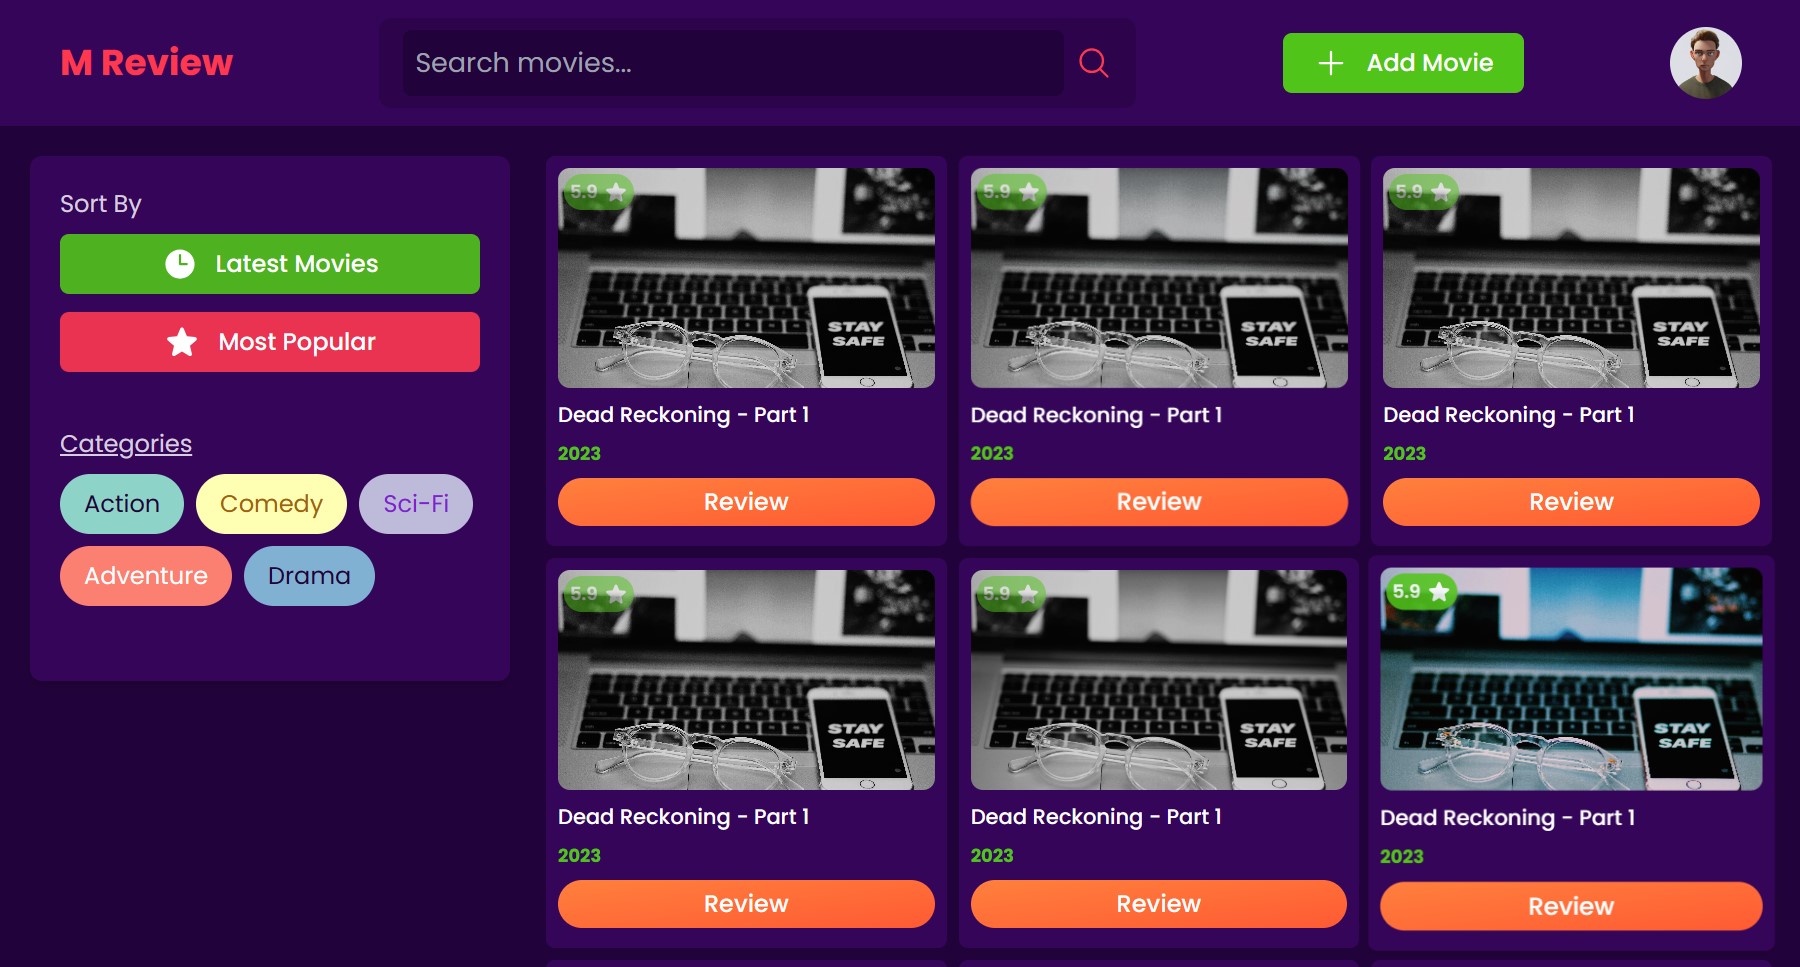 M Review
Search movies...
Add Movie
Sort By
Latest Movies
Most Popular
Categories
Action
Comedy
Sci-Fi
Adventure
Drama
5.9
STAY
SAFE
Dead Reckoning - Part 1
2023
Review
5.9
STAY
SAFE
Dead Reckoning - Part 1
2023
Review
5.9
STAY
SAFE
Dead Reckoning - Part 1
2023
Review
5.9
STAY
SAFE
Dead Reckoning - Part 1
2023
Review
5.9
STAY
SAFE
Dead Reckoning - Part 1
2023
Review
5.9
STAY
SAFE
Dead Reckoning - Part 1
2023
Review